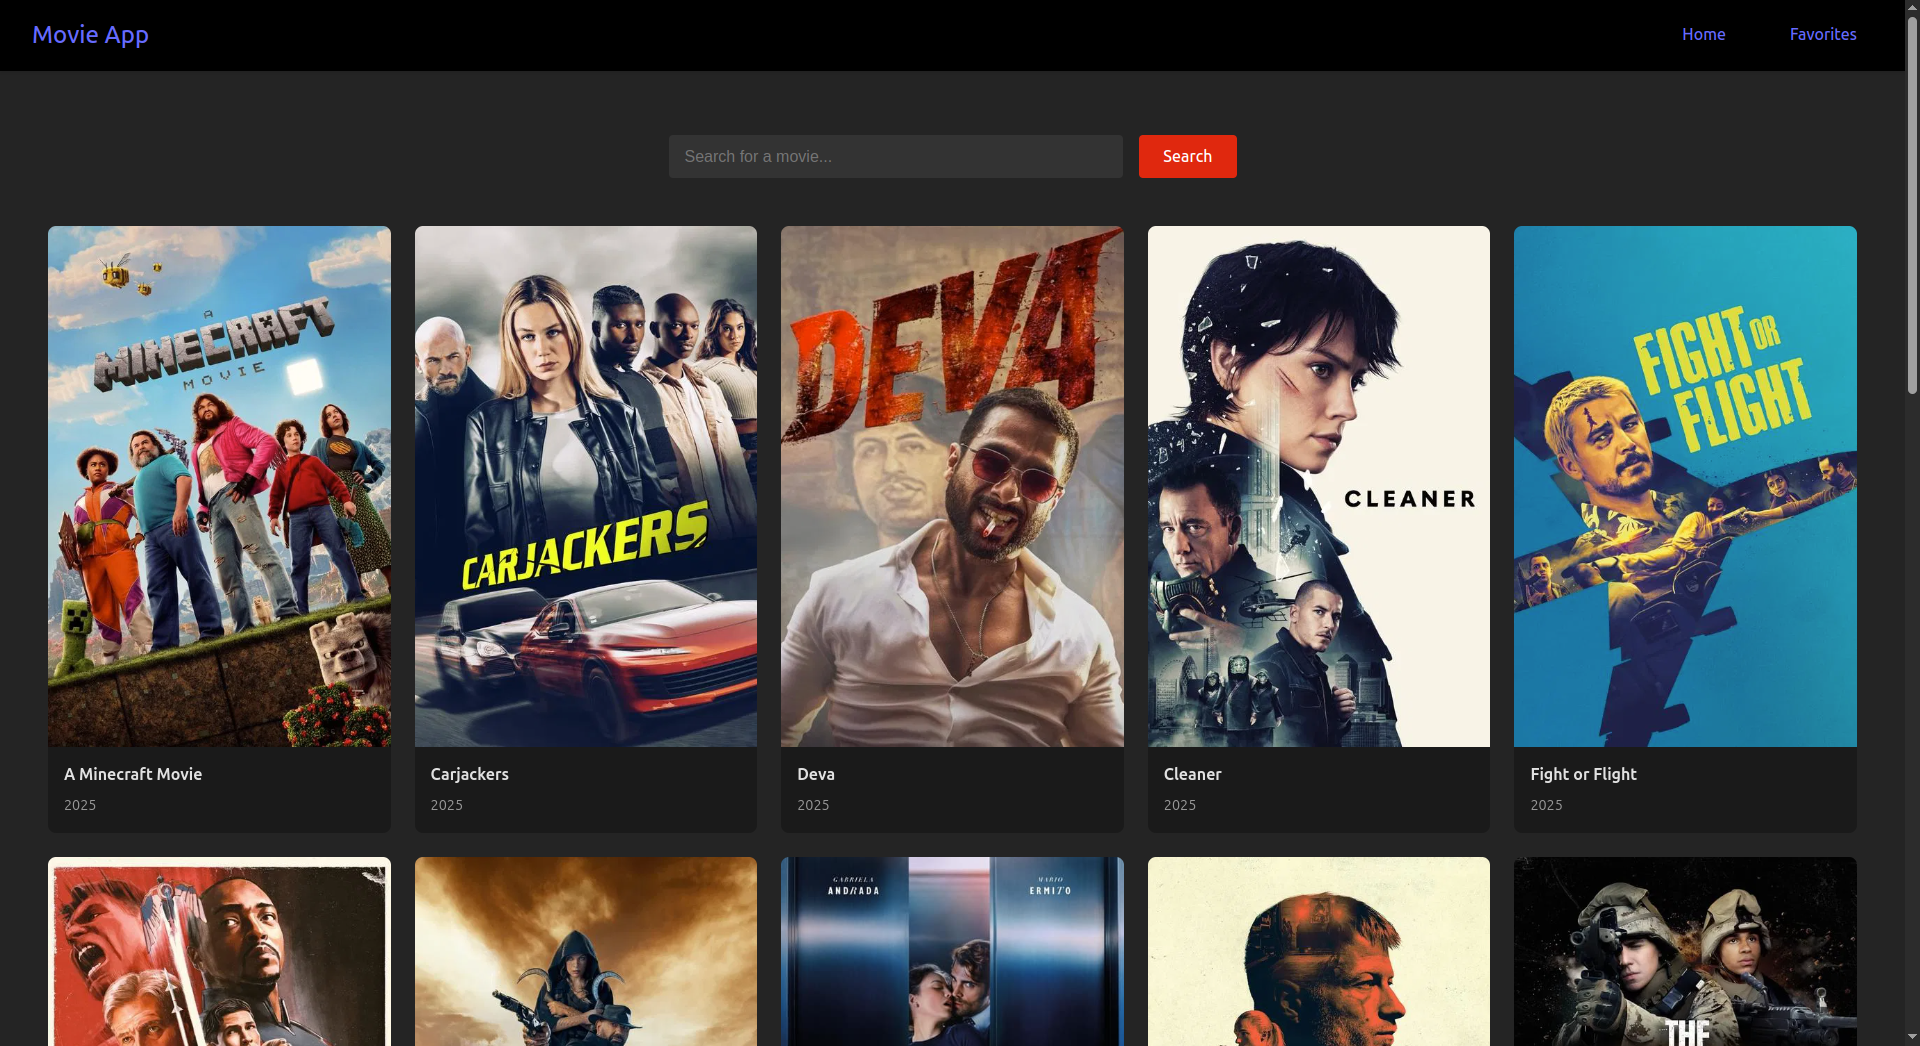 Movie App
Home
Favorites
Search for a movie...
Search
A
MINECRAFT
MOVIE
CARJACKERS
DEVA
CLEANER
FIGHT OR
FLIGHT
A Minecraft Movie
2025
Carjackers
2025
Deva
2025
Cleaner
2025
Fight or Flight
2025
GABRIELA
ANDRADA
MARIO
ERMITO
THE